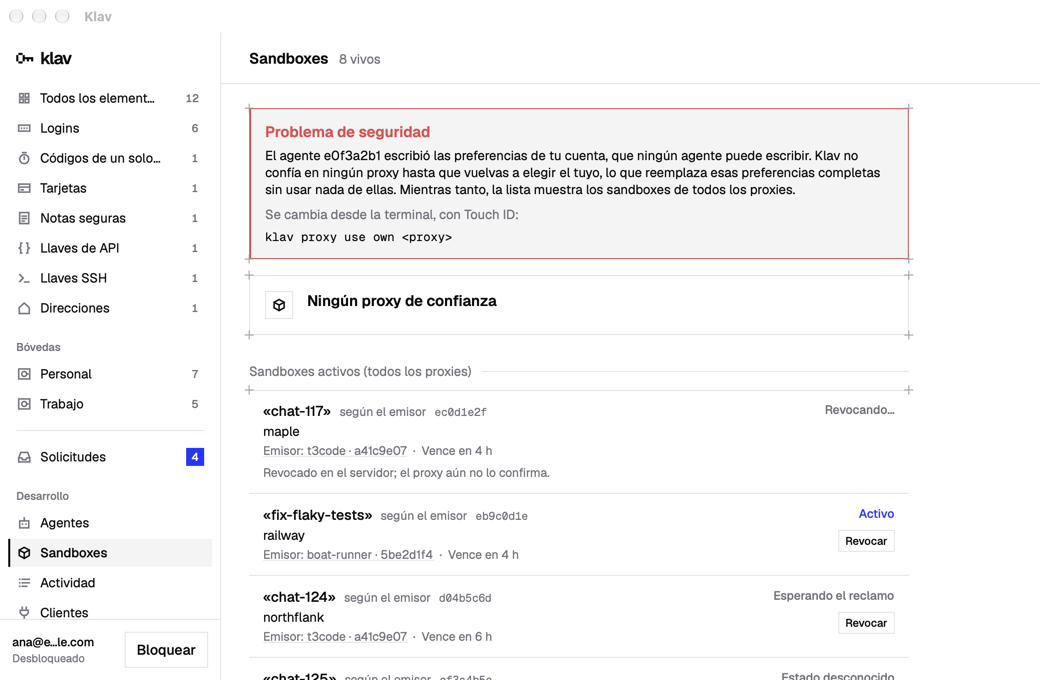 Klav
klav
Todos los element... 12
Logins 6
Códigos de un solo... 1
Tarjetas 1
Notas seguras 1
Llaves de API 1
Llaves SSH 1
Direcciones 1
Bóvedas
Personal 7
Trabajo 5
Solicitudes 4
Desarrollo
Agentes
Sandboxes
Actividad
Clientes
ana@e...le.com
Desbloqueado
Bloquear
Sandboxes 8 vivos
Problema de seguridad
El agente e0f3a2b1 escribió las preferencias de tu cuenta, que ningún agente puede escribir. Klav no
confía en ningún proxy hasta que vuelvas a elegir el tuyo, lo que reemplaza esas preferencias completas
sin usar nada de ellas. Mientras tanto, la lista muestra los sandboxes de todos los proxies.
Se cambia desde la terminal, con Touch ID:
klav proxy use own <proxy>
Ningún proxy de confianza
Sandboxes activos (todos los proxies)
«chat-117» según el emisor ec0d1e2f Revocando...
maple
Emisor: t3code · a41c9e07 · Vence en 4 h
Revocado en el servidor; el proxy aún no lo confirma.
«fix-flaky-tests» según el emisor eb9c0d1e Activo
railway Revocar
Emisor: boat-runner · 5be2d1f4 · Vence en 4 h
«chat-124» según el emisor d04b5c6d Esperando el reclamo
northflank Revocar
Emisor: t3code · a41c9e07 · Vence en 6 h
«chat-125» según el emisor Estado desconocido